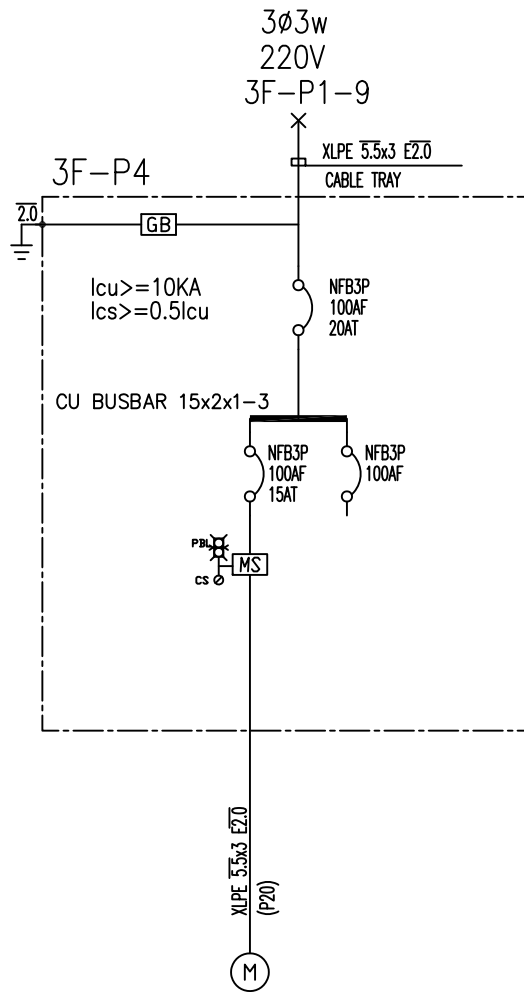 3ø3w
220V
3F-P1-9
XLPE 5.5x3 E2.0
CABLE TRAY
3F-P4
2.0
GB
Icu>=10KA
Ics>=0.5Icu
NFB3P
100AF
20AT
CU BUSBAR 15x2x1-3
NFB3P
100AF
15AT
NFB3P
100AF
PBL
MS
CS
XLPE 5.5x3 E2.0
(P20)
M